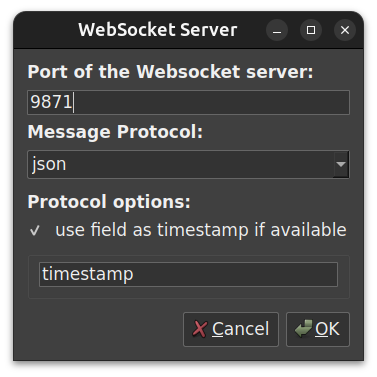 WebSocket Server
Port of the Websocket server:
9871
Message Protocol:
json
Protocol options:
use field as timestamp if available
timestamp
Cancel
OK